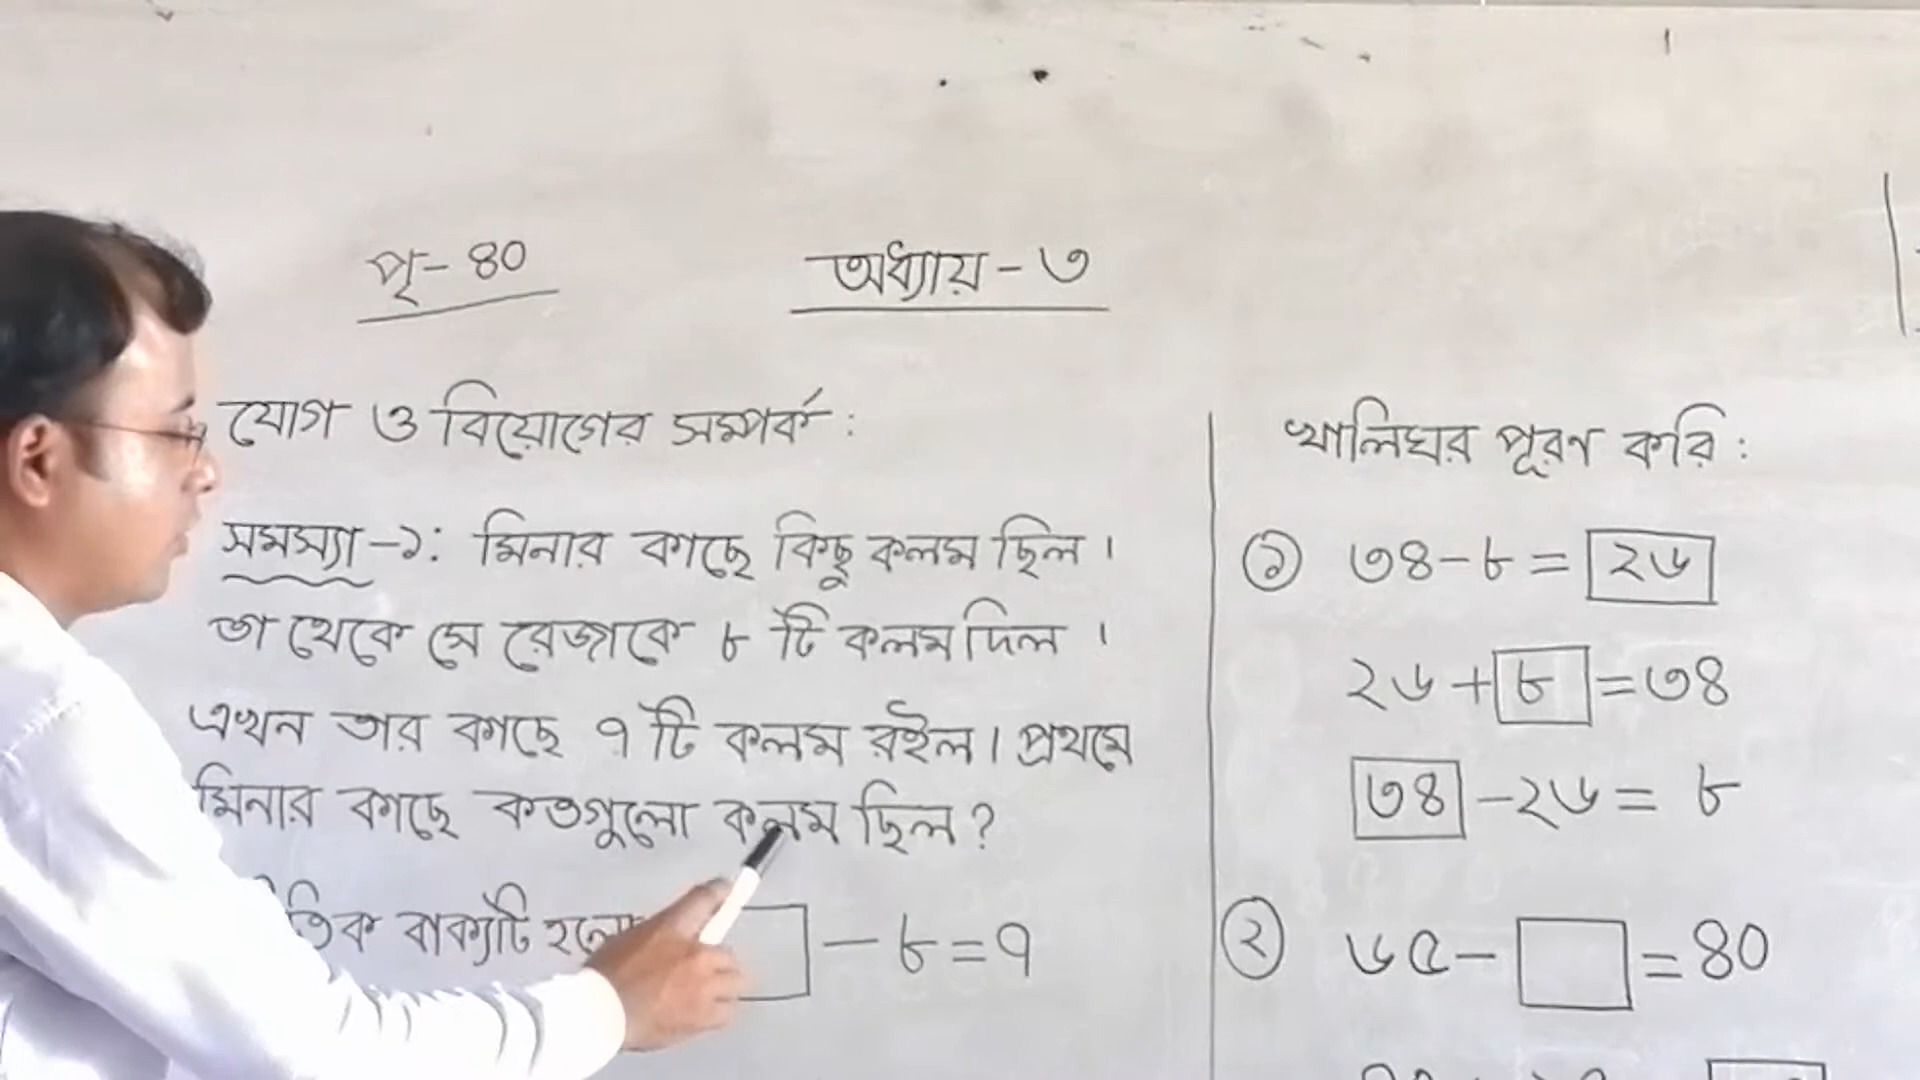 পৃ-৪০
অধ্যায়-৩
যোগ ও বিয়োগের সম্পর্ক:
সমস্যা-১: মিনার কাছে কিছু কলম ছিল।
তা থেকে সে রেজাকে ৮ টি কলম দিল ।
এখন তার কাছে ৭ টি কলম রইল। প্রথমে
মিনার কাছে কতগুলো কলম ছিল?
বাক্যটি হলো - ৮ = ৭
খালিঘর পূরণ করি:
১ ৩৪-৮ = ২৬
২৬ + ৮ = ৩৪
৩৪ - ২৬ = ৮
২ ৬৫- = ৪০